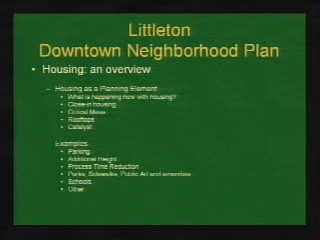 Littleton
Downtown Neighborhood Plan
• Housing: an overview
– Housing as a Planning Element
• What is happening now with housing?
• Close-in housing
• Critical Mass
• Rooftops
• Catalyst
Examples
• Parking
• Additional Height
• Process Time Reduction
• Parks, Sidewalks, Public Art and amenities
• Schools
• Other